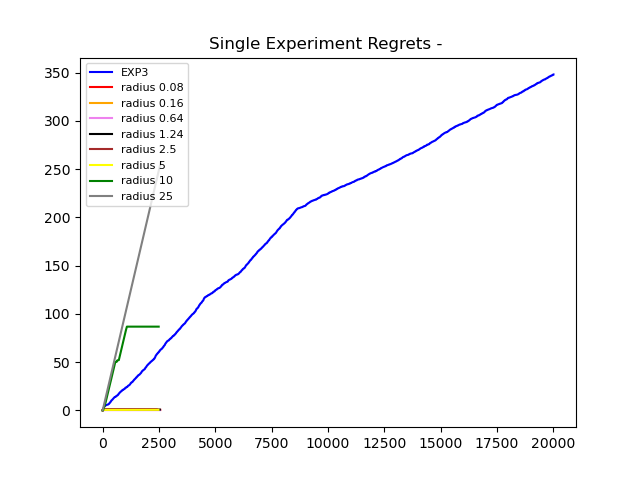 Single Experiment Regrets -
EXP3
radius 0.08
radius 0.16
radius 0.64
radius 1.24
radius 2.5
radius 5
radius 10
radius 25
350
300
250
200
150
100
50
0
0 2500 5000 7500 10000 12500 15000 17500 20000